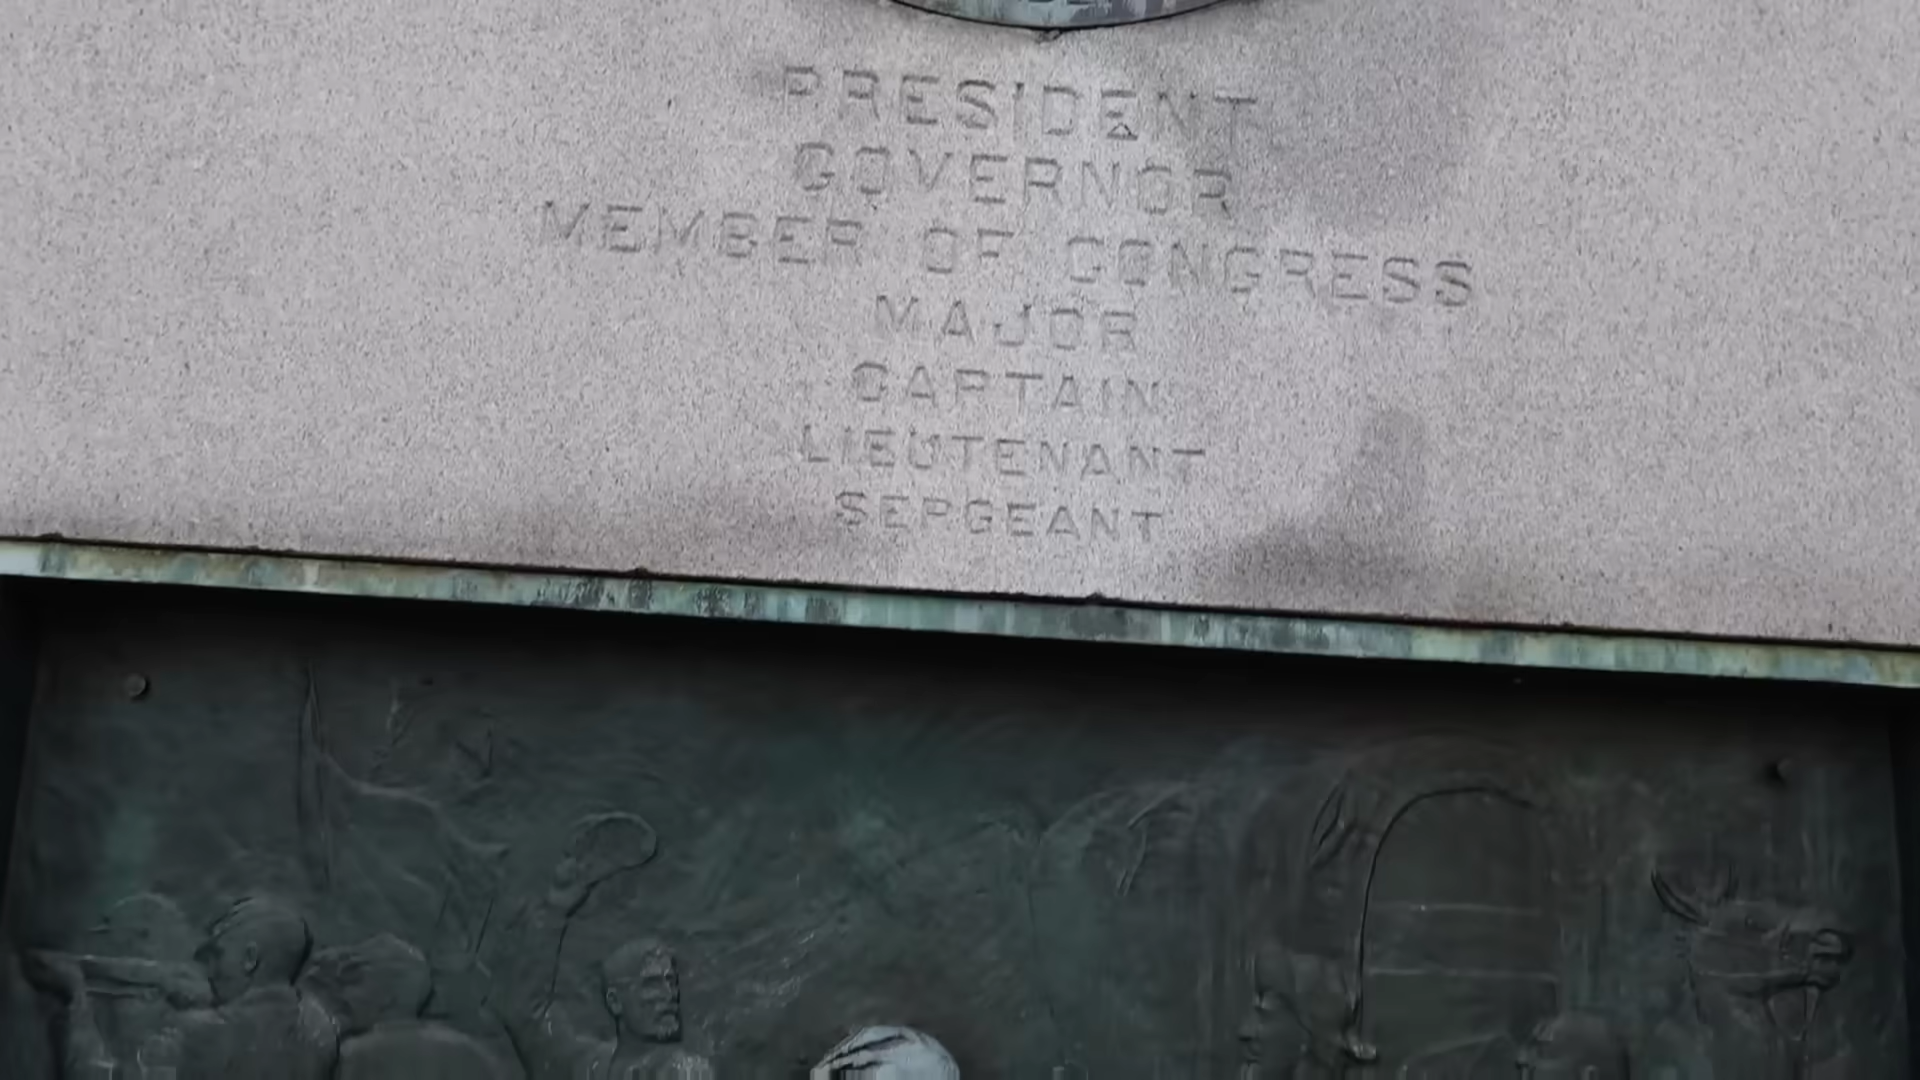 PRESIDENT
GOVERNOR
MEMBER OF CONGRESS
MAJOR
CAPTAIN
LIEUTENANT
SERGEANT